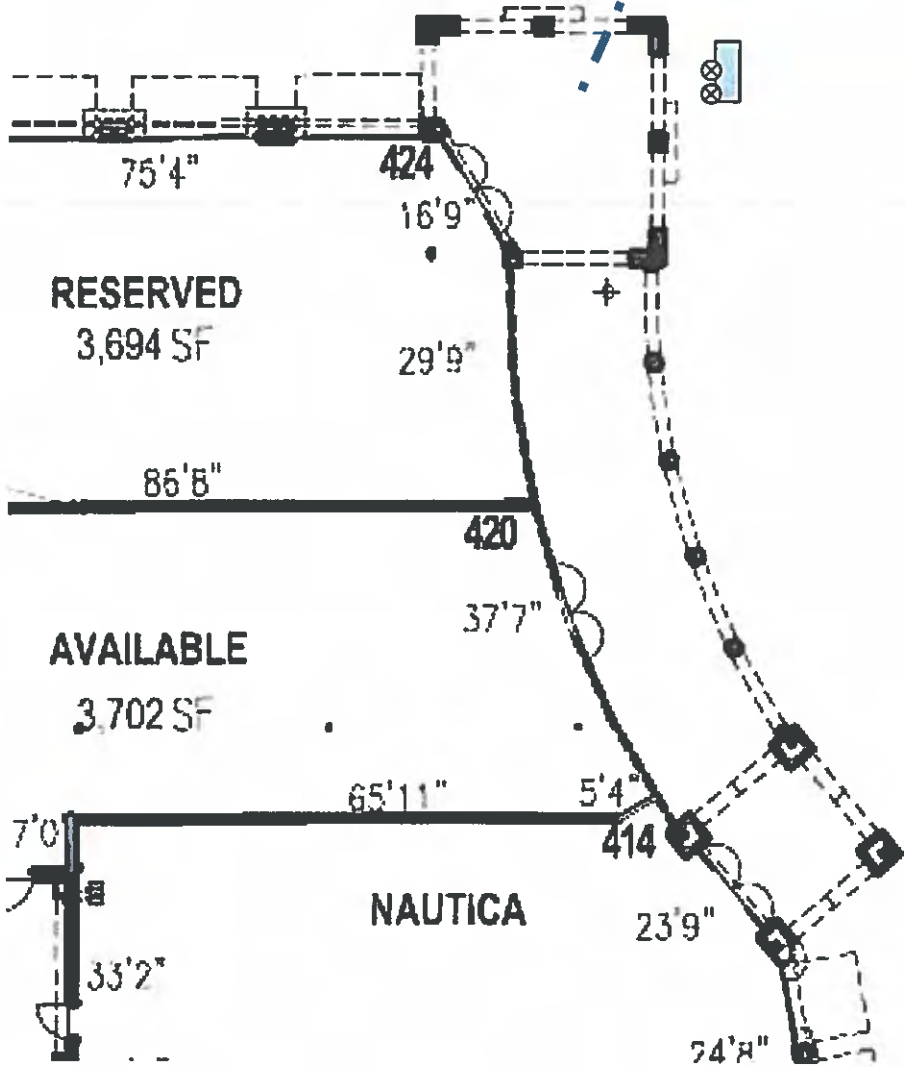 75'4"
424
16'9"
RESERVED
3,694 SF
29'9"
86'8"
420
37'7"
AVAILABLE
3,702 SF
65'11"
5'4"
7'0
414
NAUTICA
23'9"
33'2"
24'8"